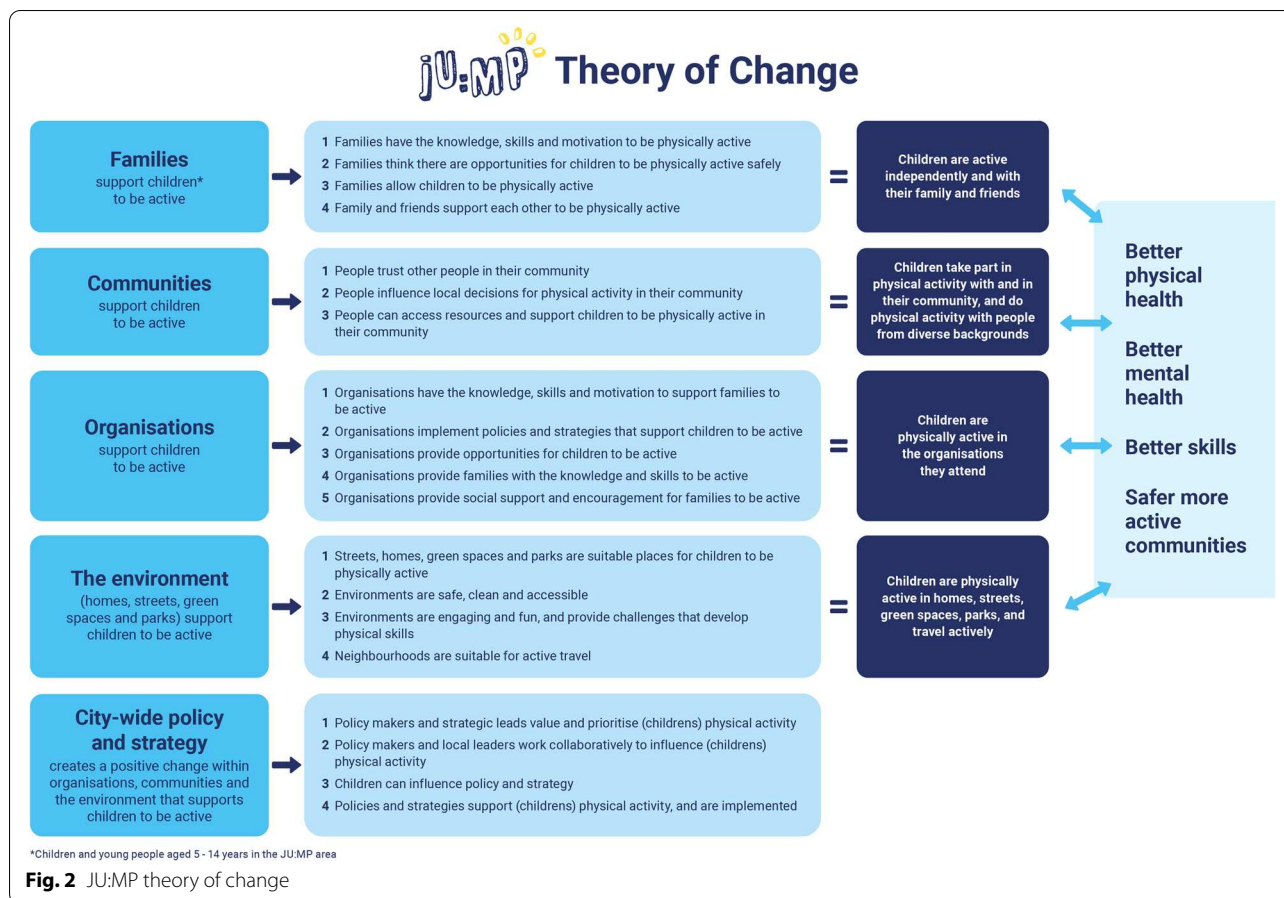 JU:MP Theory of Change
Families
support children*
to be active
1 Families have the knowledge, skills and motivation to be physically active
2 Families think there are opportunities for children to be physically active safely
3 Families allow children to be physically active
4 Family and friends support each other to be physically active
=
Children are active
independently and with
their family and friends
Communities
support children
to be active
1 People trust other people in their community
2 People influence local decisions for physical activity in their community
3 People can access resources and support children to be physically active in
their community
=
Children take part in
physical activity with and in
their community, and do
physical activity with people
from diverse backgrounds
Organisations
support children
to be active
1 Organisations have the knowledge, skills and motivation to support families to
be active
2 Organisations implement policies and strategies that support children to be active
3 Organisations provide opportunities for children to be active
4 Organisations provide families with the knowledge and skills to be active
5 Organisations provide social support and encouragement for families to be active
=
Children are
physically active in
the organisations
they attend
The environment
(homes, streets, green
spaces and parks) support
children to be active
1 Streets, homes, green spaces and parks are suitable places for children to be
physically active
2 Environments are safe, clean and accessible
3 Environments are engaging and fun, and provide challenges that develop
physical skills
4 Neighbourhoods are suitable for active travel
=
Children are physically
active in homes, streets,
green spaces, parks, and
travel actively
City-wide policy
and strategy
creates a positive change within
organisations, communities and
the environment that supports
children to be active
1 Policy makers and strategic leads value and prioritise (childrens) physical activity
2 Policy makers and local leaders work collaboratively to influence (childrens)
physical activity
3 Children can influence policy and strategy
4 Policies and strategies support (childrens) physical activity, and are implemented
Better
physical
health
Better
mental
health
Better skills
Safer more
active
communities
*Children and young people aged 5 - 14 years in the JU:MP area
Fig. 2 JU:MP theory of change